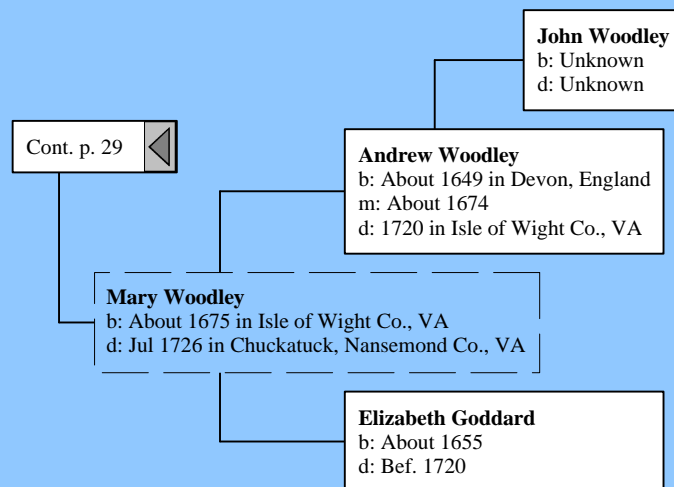 John Woodley
b: Unknown
d: Unknown
Cont. p. 29
Andrew Woodley
b: About 1649 in Devon, England
m: About 1674
d: 1720 in Isle of Wight Co., VA
Mary Woodley
b: About 1675 in Isle of Wight Co., VA
d: Jul 1726 in Chuckatuck, Nansemond Co., VA
Elizabeth Goddard
b: About 1655
d: Bef. 1720